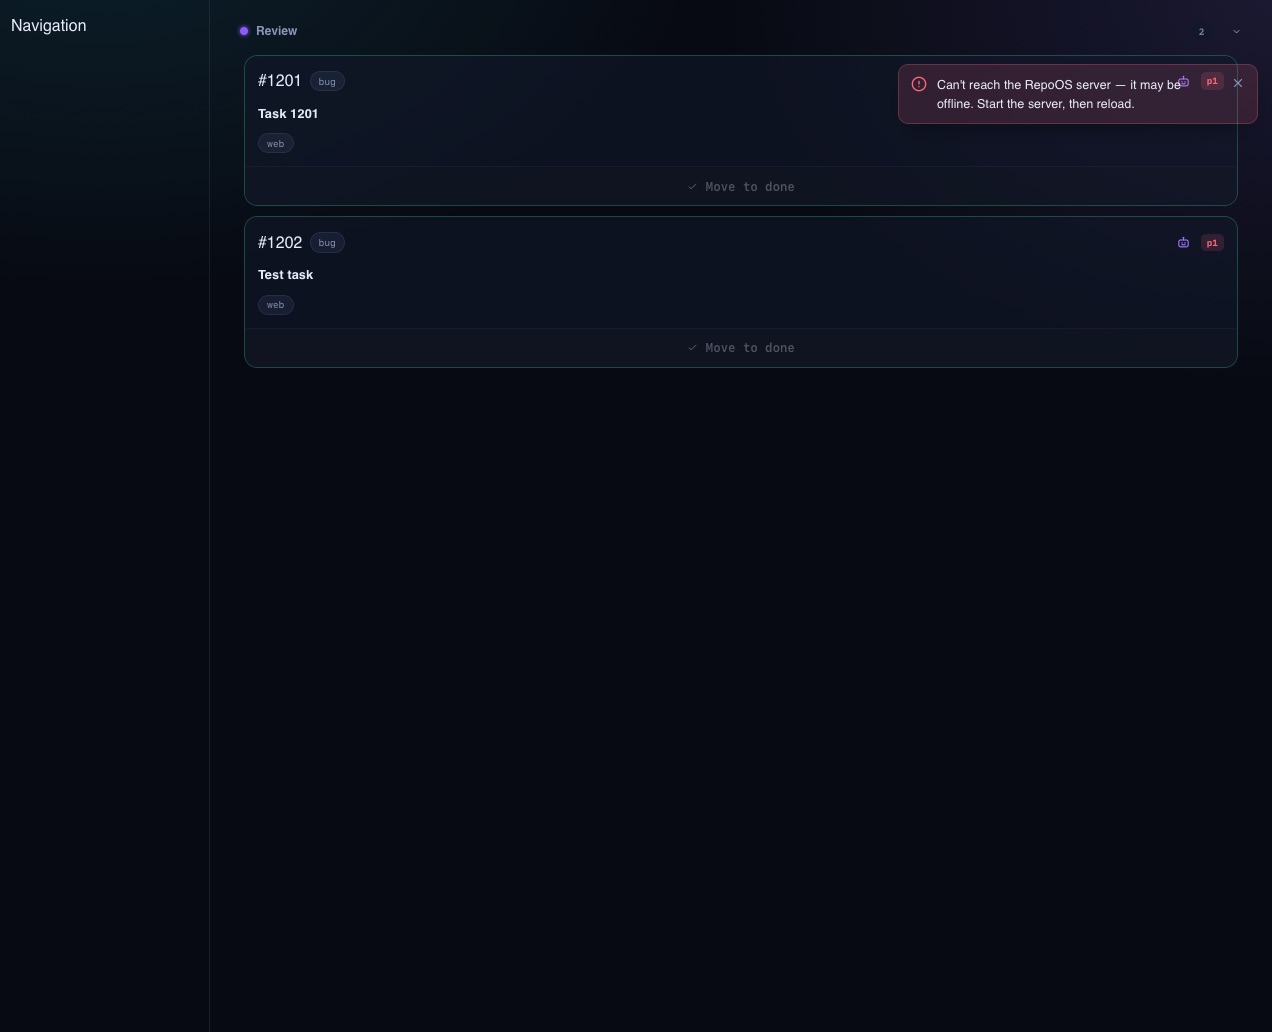 Navigation
Review
2
#1201 bug
p1
Can't reach the RepoOS server — it may be
offline. Start the server, then reload.
Task 1201
web
Move to done
#1202 bug
p1
Test task
web
Move to done